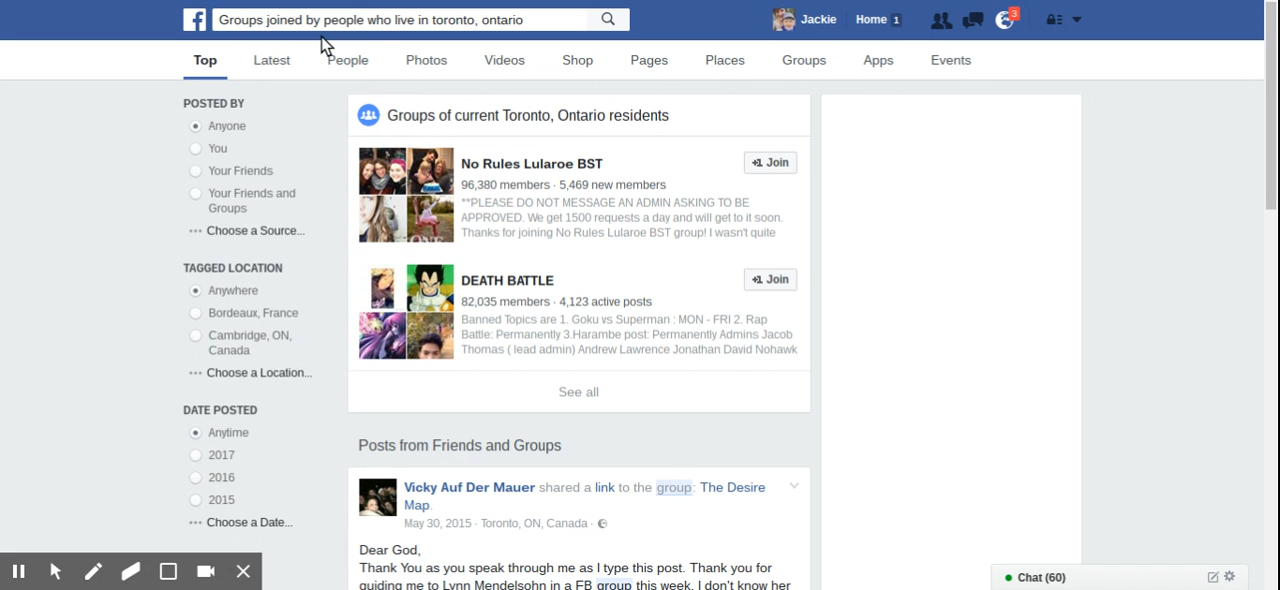 Groups joined by people who live in toronto, ontario
Jackie
Home 1
3
Top
Latest
People
Photos
Videos
Shop
Pages
Places
Groups
Apps
Events
POSTED BY
Anyone
You
Your Friends
Your Friends and
Groups
Choose a Source...
TAGGED LOCATION
Anywhere
Bordeaux, France
Cambridge, ON,
Canada
Choose a Location...
DATE POSTED
Anytime
2017
2016
2015
Choose a Date...
Groups of current Toronto, Ontario residents
No Rules Lularoe BST
+1 Join
96,380 members · 5,469 new members
**PLEASE DO NOT MESSAGE AN ADMIN ASKING TO BE
APPROVED. We get 1500 requests a day and will get to it soon.
Thanks for joining No Rules Lularoe BST group! I wasn't quite
DEATH BATTLE
+1 Join
82,035 members · 4,123 active posts
Banned Topics are 1. Goku vs Superman : MON - FRI 2. Rap
Battle: Permanently 3.Harambe post: Permanently Admins Jacob
Thomas ( lead admin) Andrew Lawrence Jonathan David Nohawk
See all
Posts from Friends and Groups
Vicky Auf Der Mauer shared a link to the group: The Desire
Map.
May 30, 2015 · Toronto, ON, Canada ·
Dear God,
Thank You as you speak through me as I type this post. Thank you for
guiding me to Lynn Mendelsohn in a FB group this week. I don't know her
Chat (60)